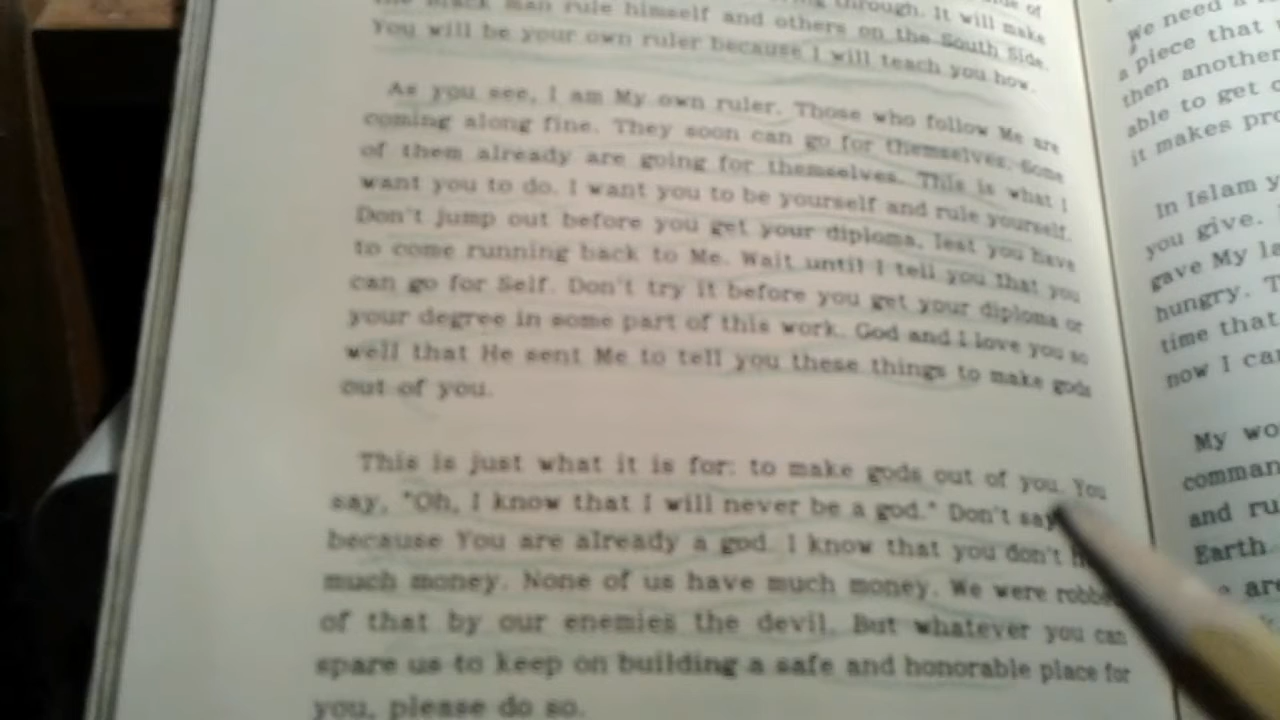 through. It will make
black man rule himself and others on the South Side.
You will be your own ruler because I will teach you how.
As you see, I am My own ruler. Those who follow Me are
coming along fine. They soon can go for themselves. Some
of them already are going for themselves. This is what I
want you to do. I want you to be yourself and rule yourself.
Don't jump out before you get your diploma, lest you have
to come running back to Me. Wait until I tell you that you
can go for Self. Don't try it before you get your diploma or
your degree in some part of this work. God and I love you so
well that He sent Me to tell you these things to make gods
out of you.
This is just what it is for: to make gods out of you. You
say, "Oh, I know that I will never be a god." Don't say
because You are already a god. I know that you don't
much money. None of us have much money. We were
of that by our enemies the devil. But whatever you can
spare us to keep on building a safe and honorable place for
you, please do so.
We need
a piece that
then another
able to get
it makes
In Islam
you give.
gave My
hungry.
time that
now I
My
and
Earth.